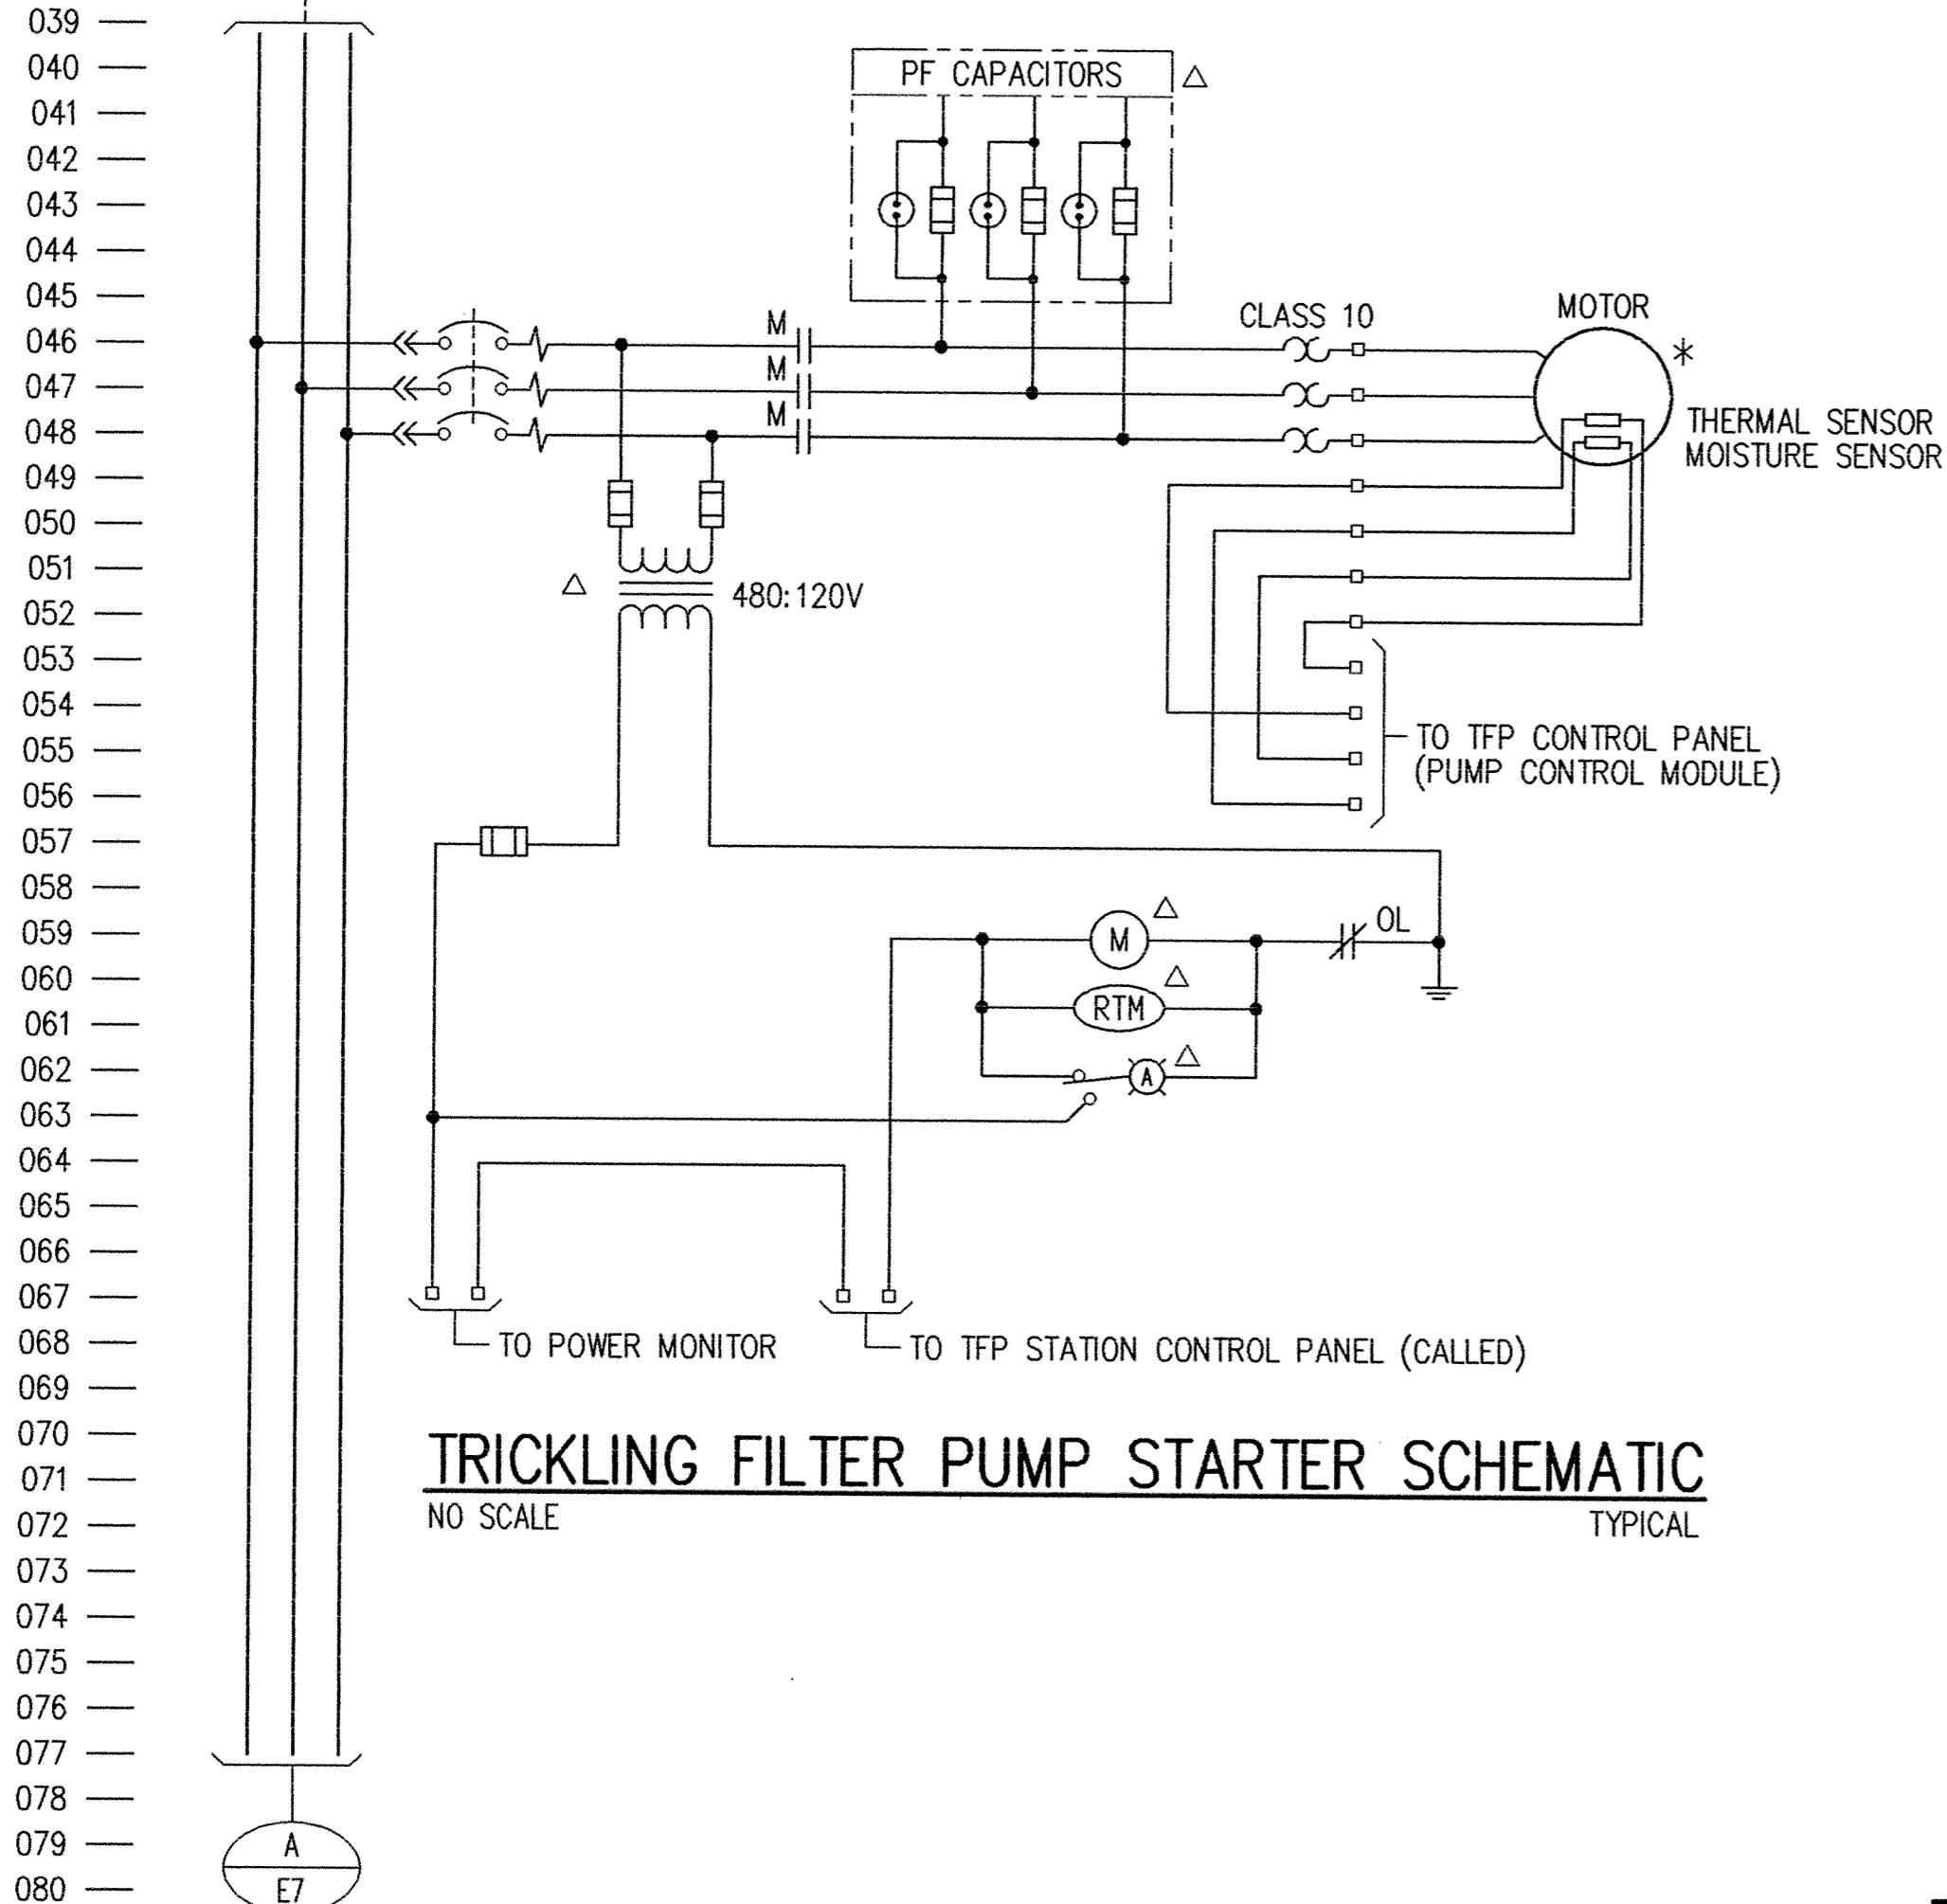 039
040
PF CAPACITORS
041
042
043
044
045
CLASS 10
MOTOR
046
M
047
M
048
M
THERMAL SENSOR
MOISTURE SENSOR
049
050
051
052
480:120V
053
054
055
TO TFP CONTROL PANEL
(PUMP CONTROL MODULE)
056
057
058
059
M
OL
060
RTM
061
062
A
063
064
065
066
067
068
TO POWER MONITOR
TO TFP STATION CONTROL PANEL (CALLED)
069
070
TRICKLING FILTER PUMP STARTER SCHEMATIC
071
072
NO SCALE
TYPICAL
073
074
075
076
077
078
079
A
080
E7